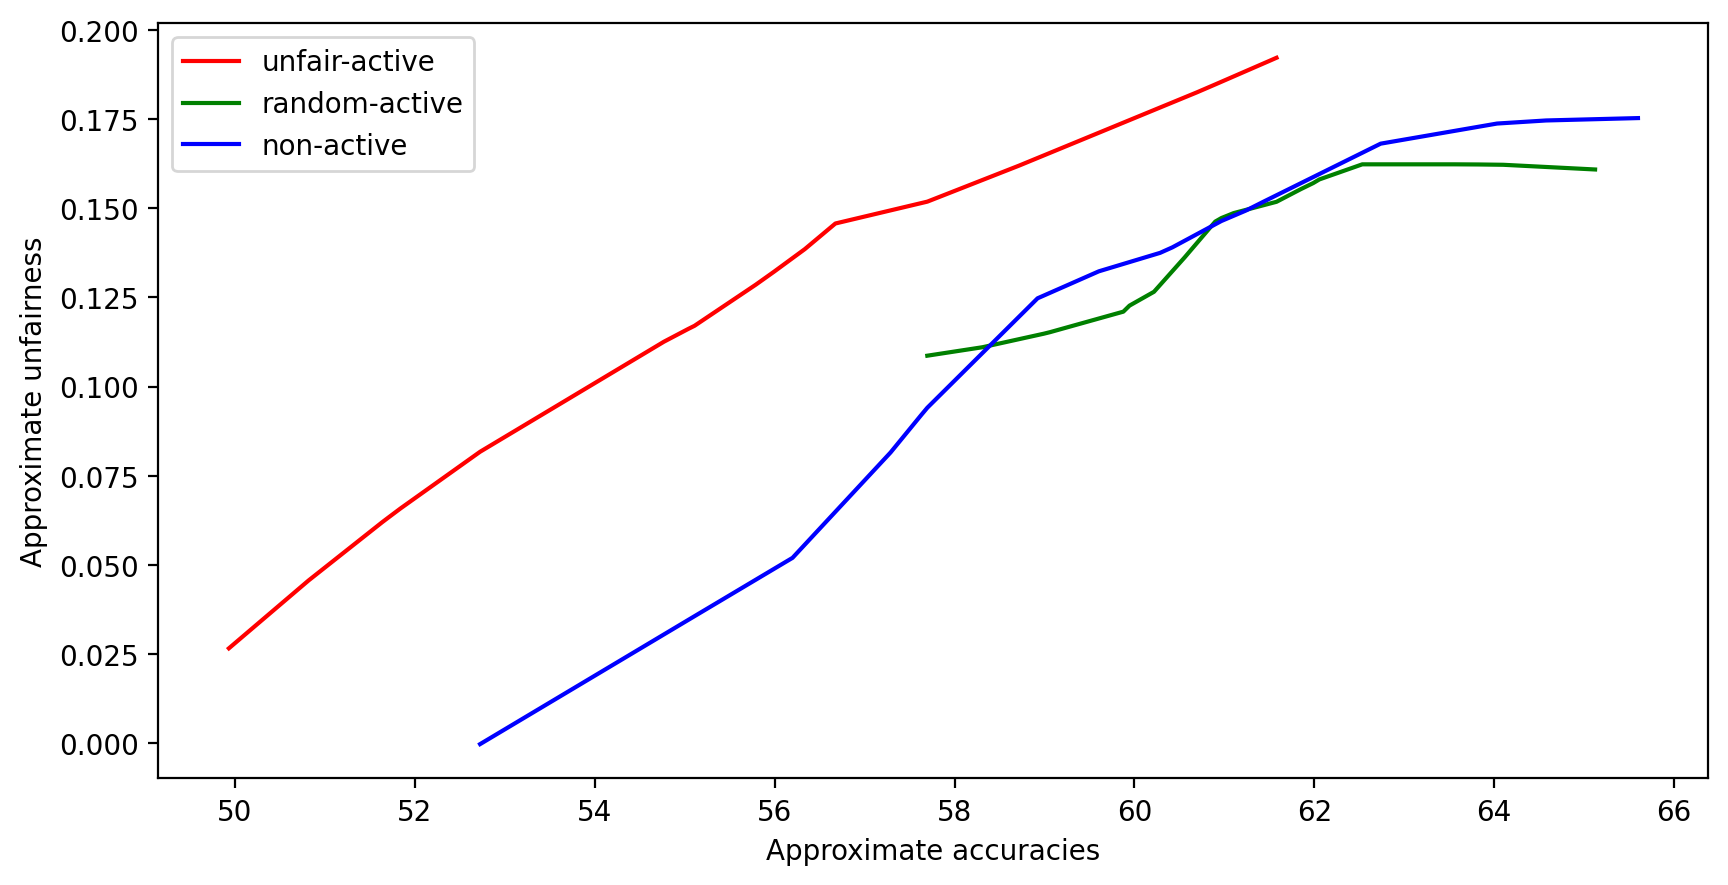 0.200
0.175
0.150
0.125
0.100
0.075
0.050
0.025
0.000
Approximate unfairness
unfair-active
random-active
non-active
50 52 54 56 58 60 62 64 66
Approximate accuracies